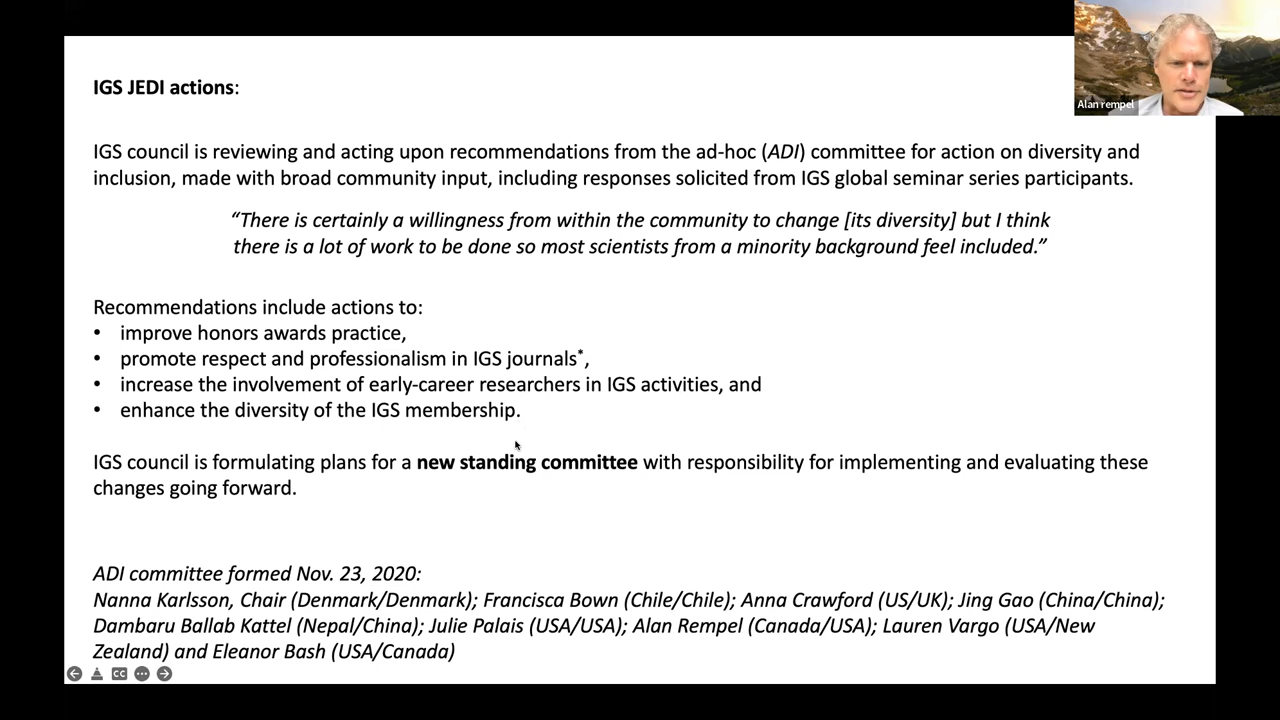 IGS JEDI actions:
Alan rempel
IGS council is reviewing and acting upon recommendations from the ad-hoc (ADI) committee for action on diversity and
inclusion, made with broad community input, including responses solicited from IGS global seminar series participants.
“There is certainly a willingness from within the community to change [its diversity] but I think
there is a lot of work to be done so most scientists from a minority background feel included.”
Recommendations include actions to:
• improve honors awards practice,
• promote respect and professionalism in IGS journals*,
• increase the involvement of early-career researchers in IGS activities, and
• enhance the diversity of the IGS membership.
IGS council is formulating plans for a new standing committee with responsibility for implementing and evaluating these
changes going forward.
ADI committee formed Nov. 23, 2020:
Nanna Karlsson, Chair (Denmark/Denmark); Francisca Bown (Chile/Chile); Anna Crawford (US/UK); Jing Gao (China/China);
Dambaru Ballab Kattel (Nepal/China); Julie Palais (USA/USA); Alan Rempel (Canada/USA); Lauren Vargo (USA/New
Zealand) and Eleanor Bash (USA/Canada)
CC